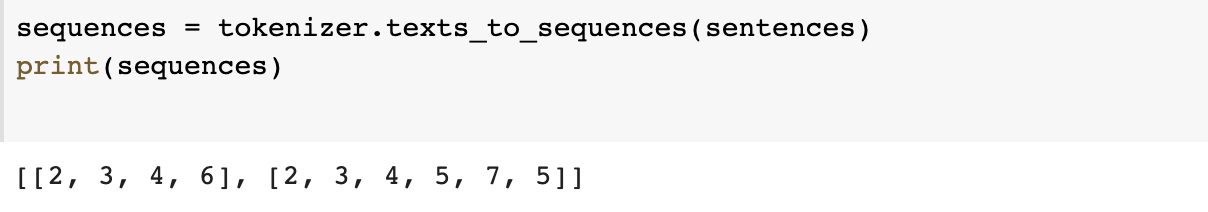 sequences = tokenizer.texts_to_sequences(sentences)
print(sequences)
[[2, 3, 4, 6], [2, 3, 4, 5, 7, 5]]